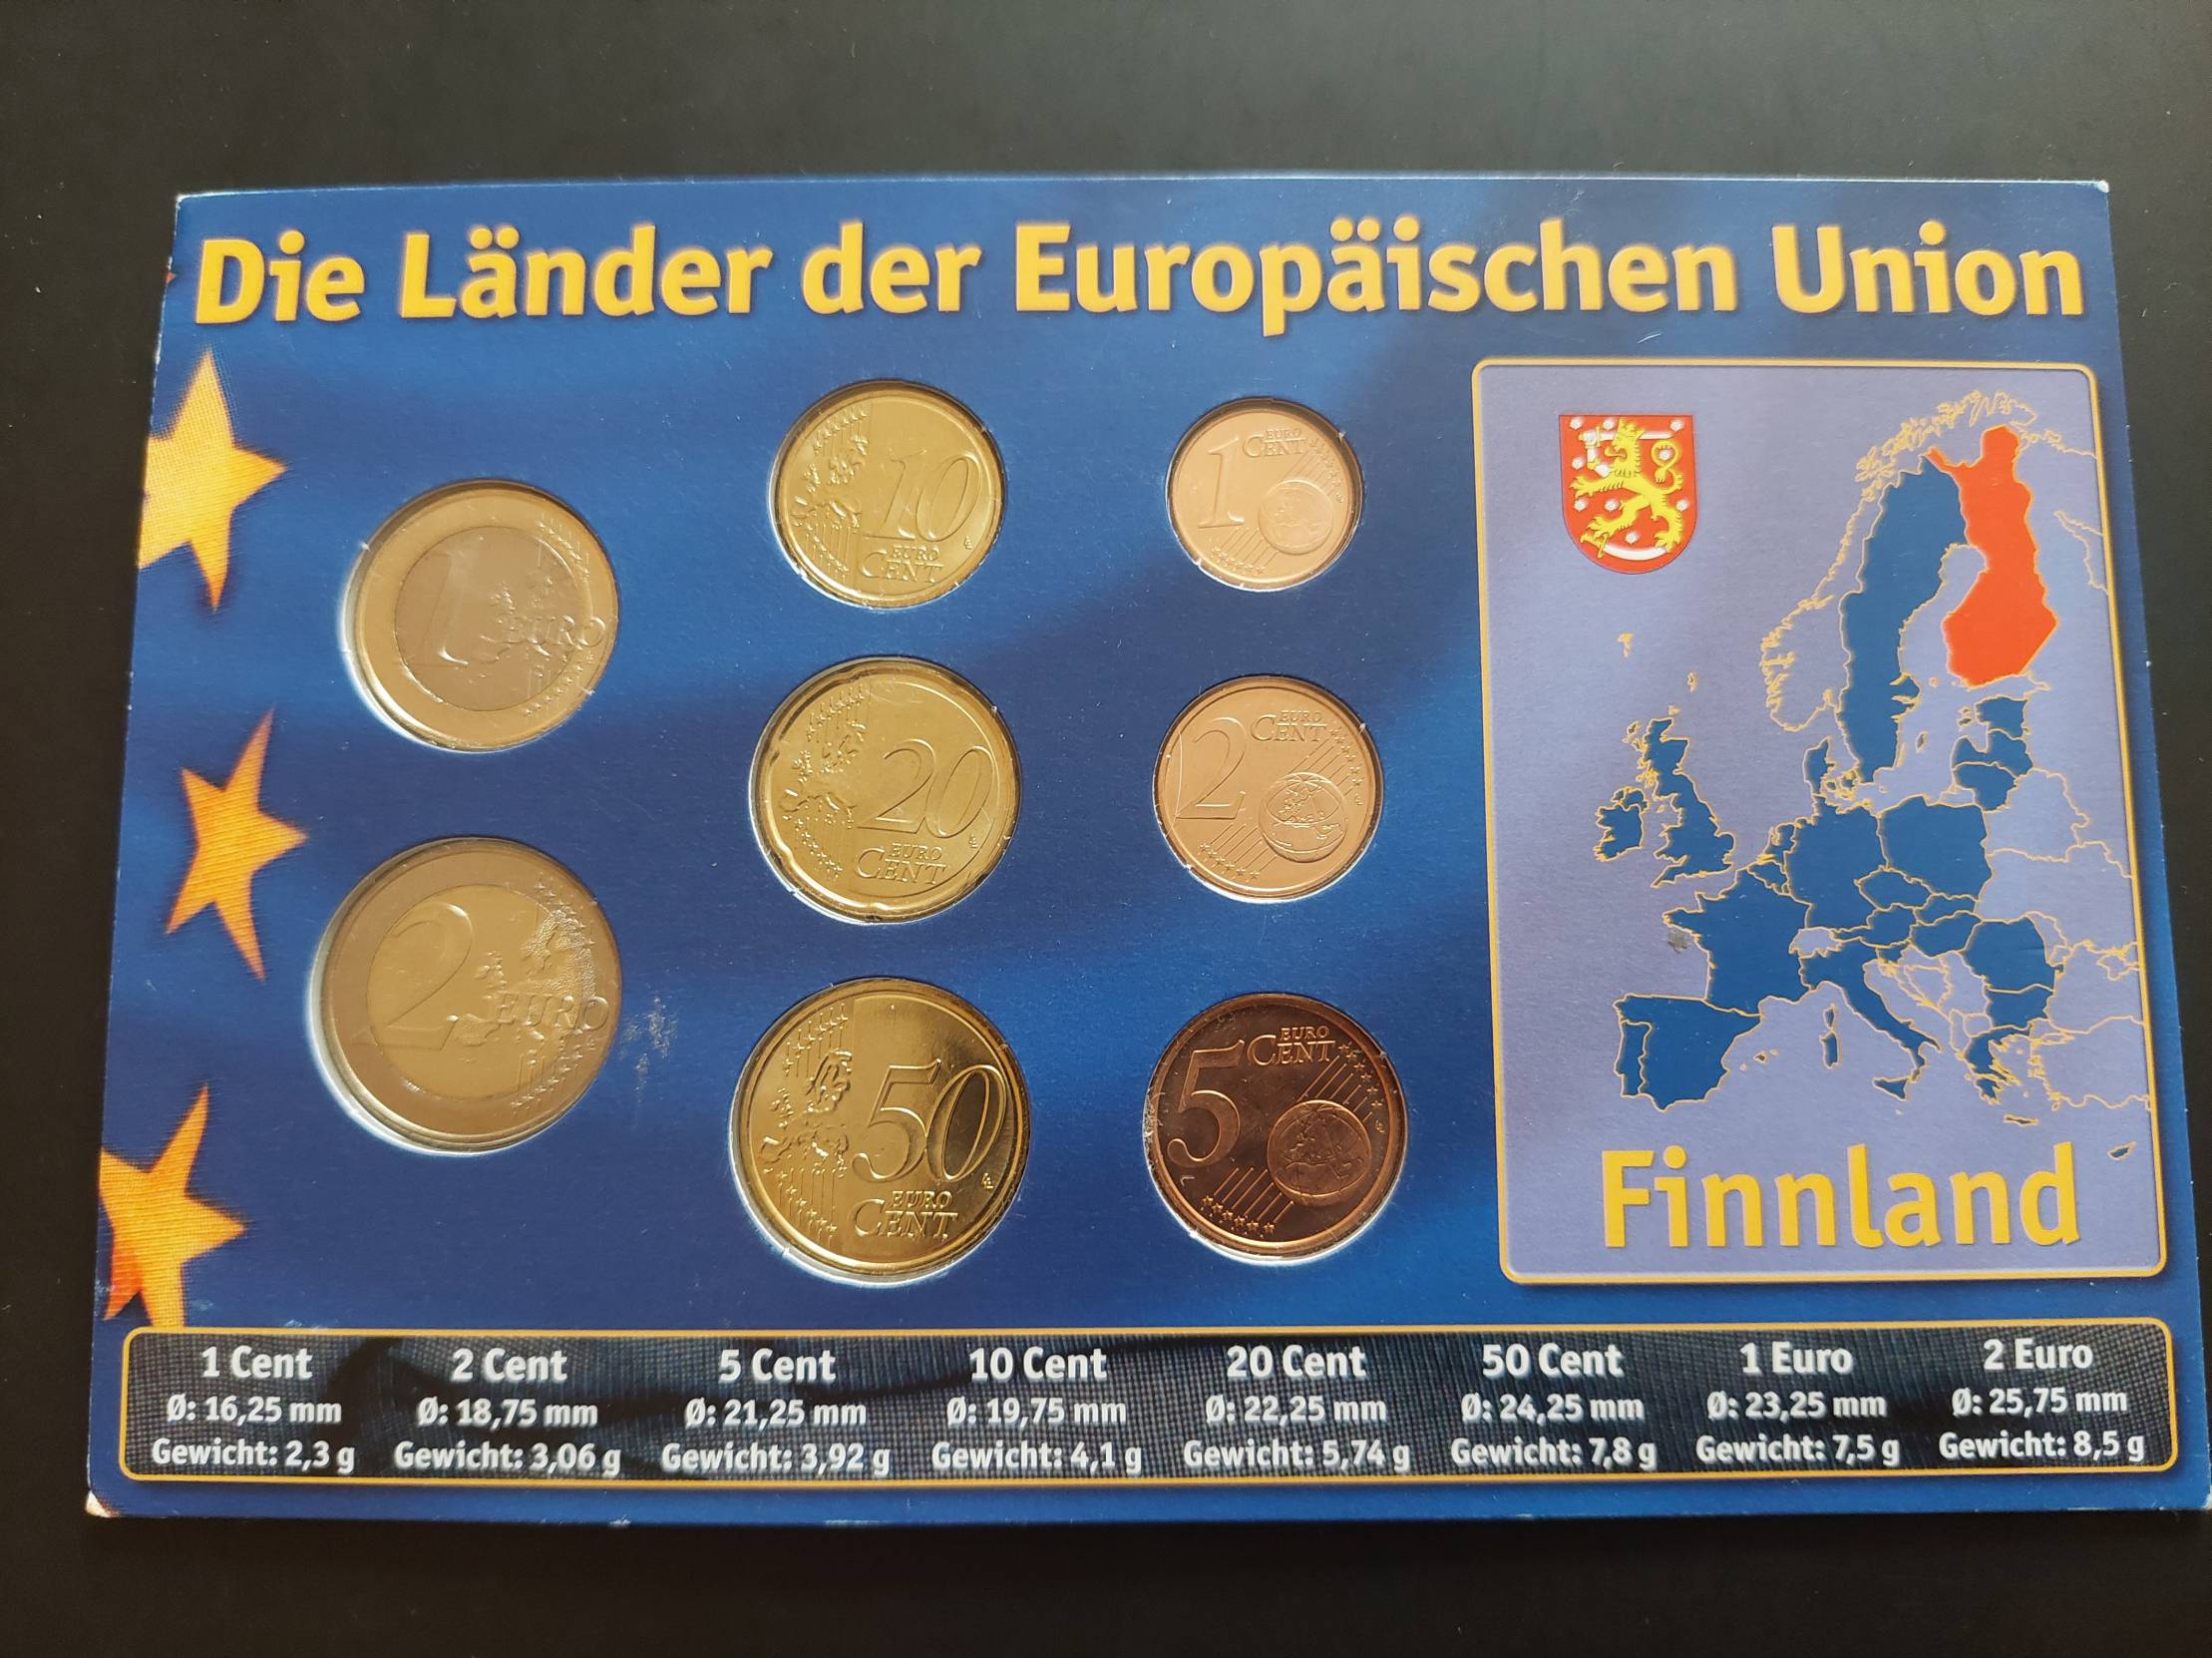 Die Länder der Europäischen Union
1 EURO
2 EURO
10 EURO CENT
20 EURO CENT
50 EURO CENT
1 EURO CENT
2 EURO CENT
5 EURO CENT
Finnland
1 Cent
Ø: 16,25 mm
Gewicht: 2,3 g
2 Cent
Ø: 18,75 mm
Gewicht: 3,06 g
5 Cent
Ø: 21,25 mm
Gewicht: 3,92 g
10 Cent
Ø: 19,75 mm
Gewicht: 4,1 g
20 Cent
Ø: 22,25 mm
Gewicht: 5,74 g
50 Cent
Ø: 24,25 mm
Gewicht: 7,8 g
1 Euro
Ø: 23,25 mm
Gewicht: 7,5 g
2 Euro
Ø: 25,75 mm
Gewicht: 8,5 g